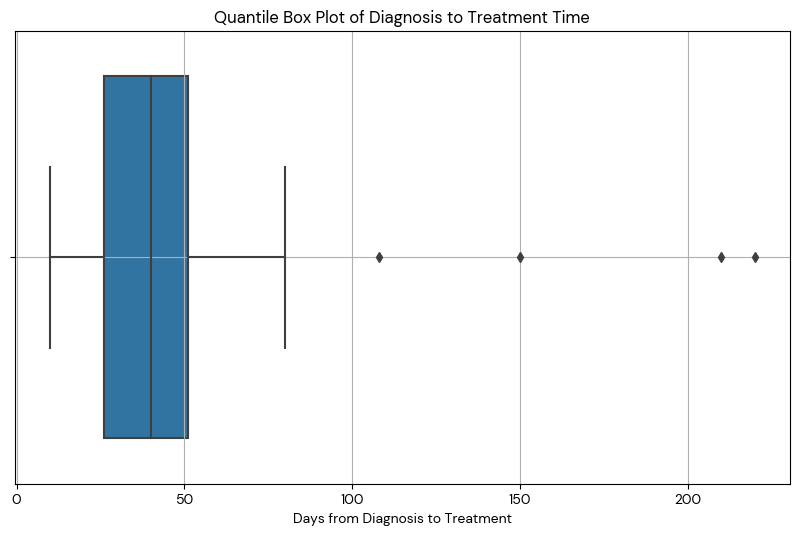 Quantile Box Plot of Diagnosis to Treatment Time
0 50 100 150 200
Days from Diagnosis to Treatment